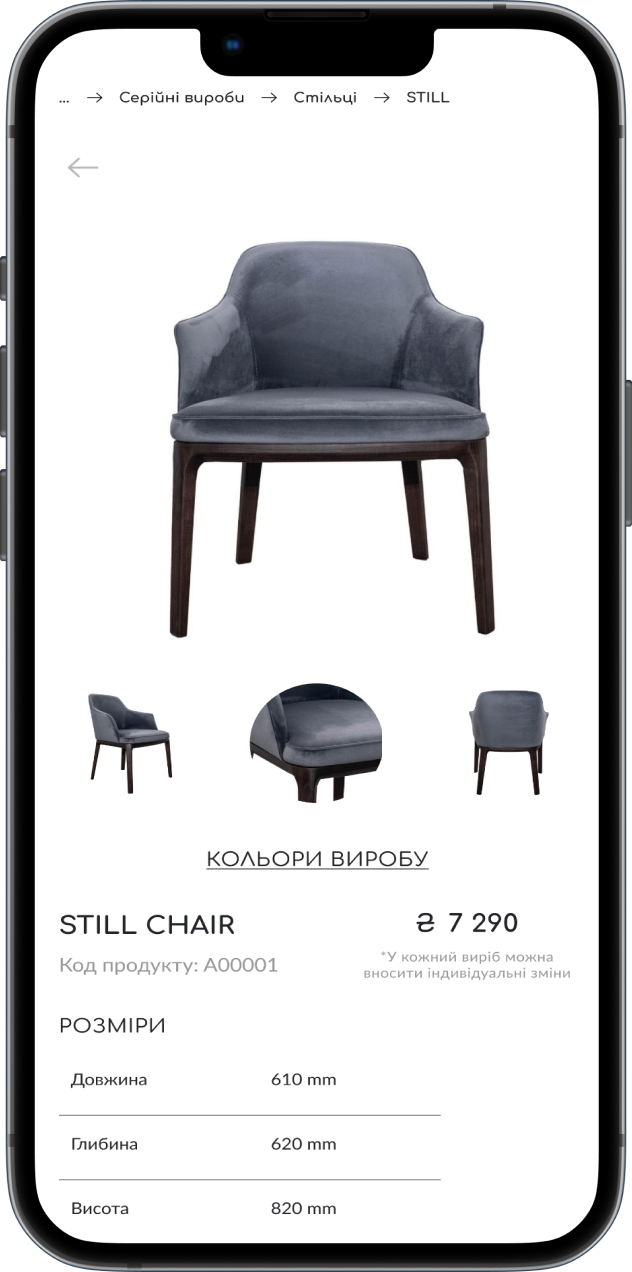 ... → Серійні вироби → Стільці → STILL
КОЛЬОРИ ВИРОБУ
STILL CHAIR
₴ 7 290
Код продукту: A00001
*У кожний виріб можна
вносити індивідуальні зміни
РОЗМІРИ
Довжина 610 mm
Глибина 620 mm
Висота 820 mm